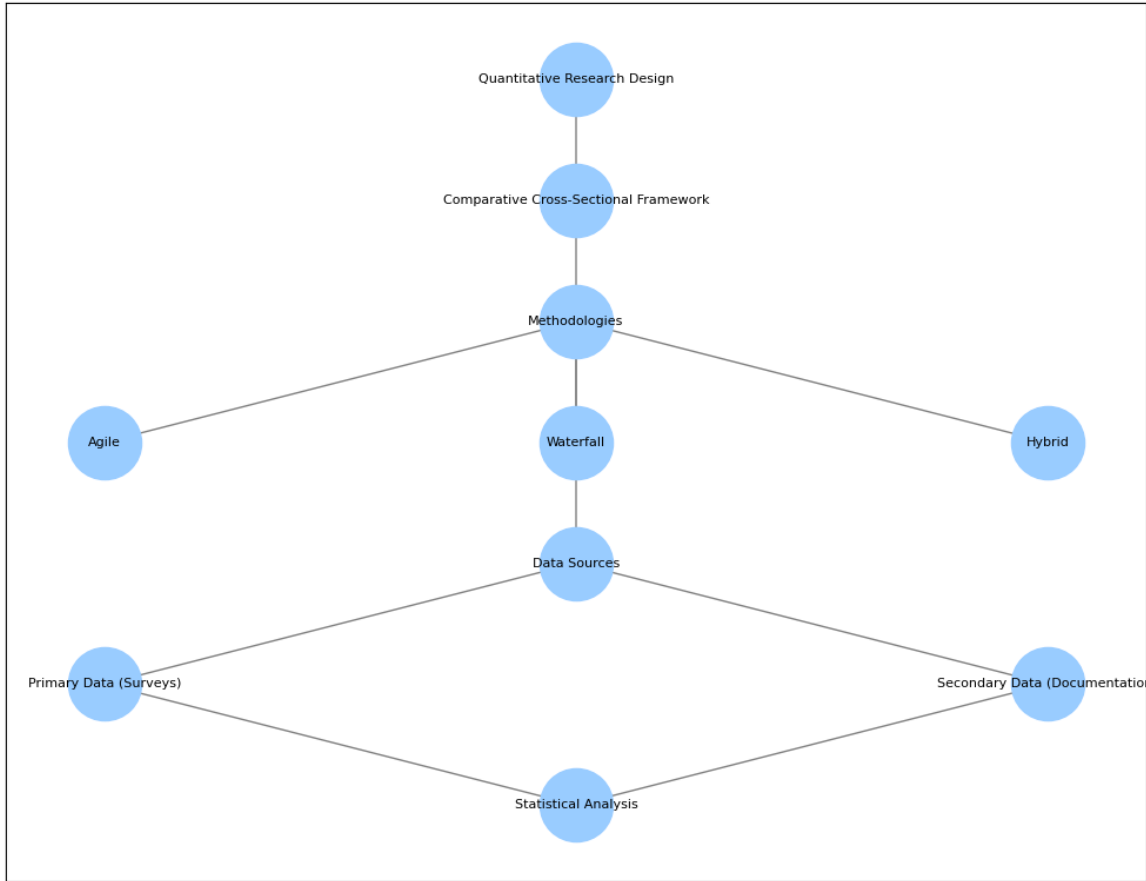 Quantitative Research Design
Comparative Cross-Sectional Framework
Methodologies
Agile
Waterfall
Hybrid
Data Sources
Primary Data (Surveys)
Secondary Data (Documentation
Statistical Analysis